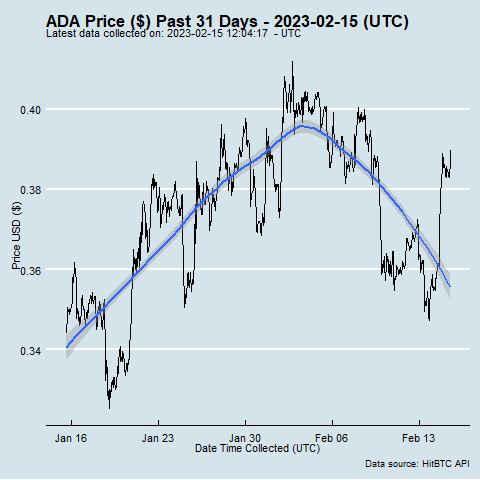 ADA Price ($) Past 31 Days - 2023-02-15 (UTC)
Latest data collected on: 2023-02-15 12:04:17 - UTC
Price USD ($)
0.40
0.38
0.36
0.34
Jan 16
Jan 23
Jan 30
Feb 06
Feb 13
Date Time Collected (UTC)
Data source: HitBTC API